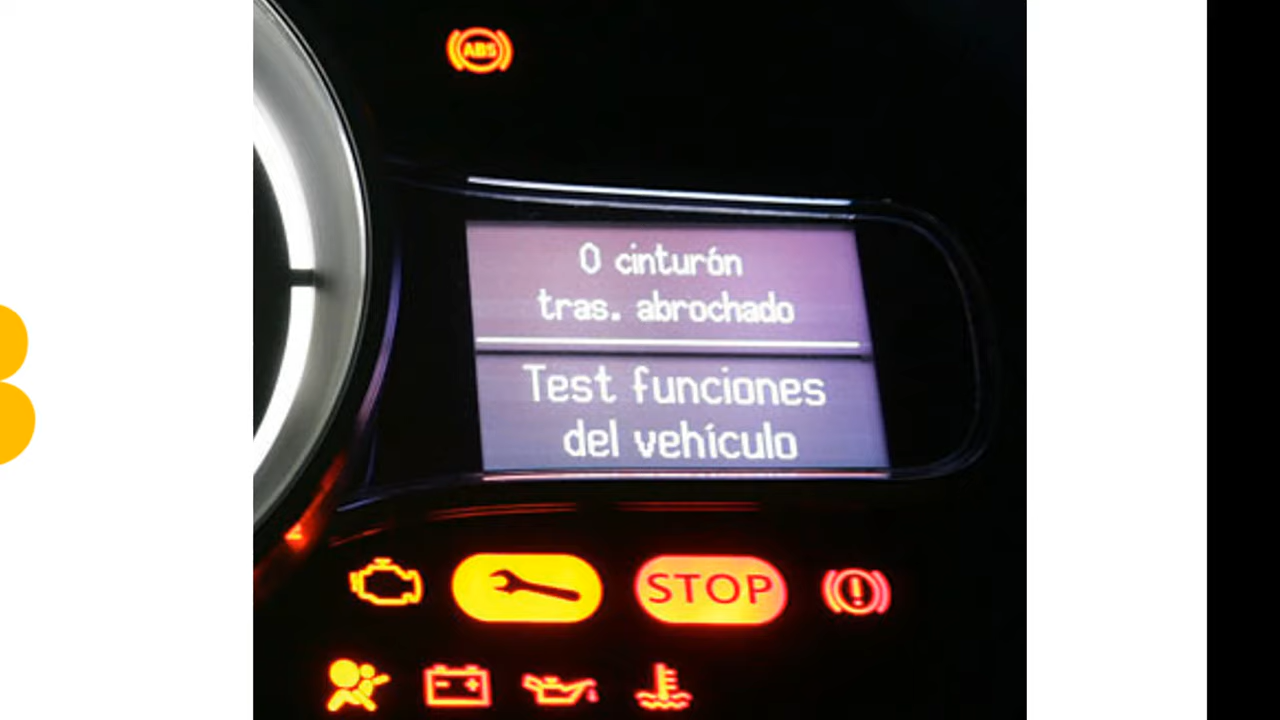 ABS
0 cinturón
tras. abrochado
Test funciones
del vehículo
STOP